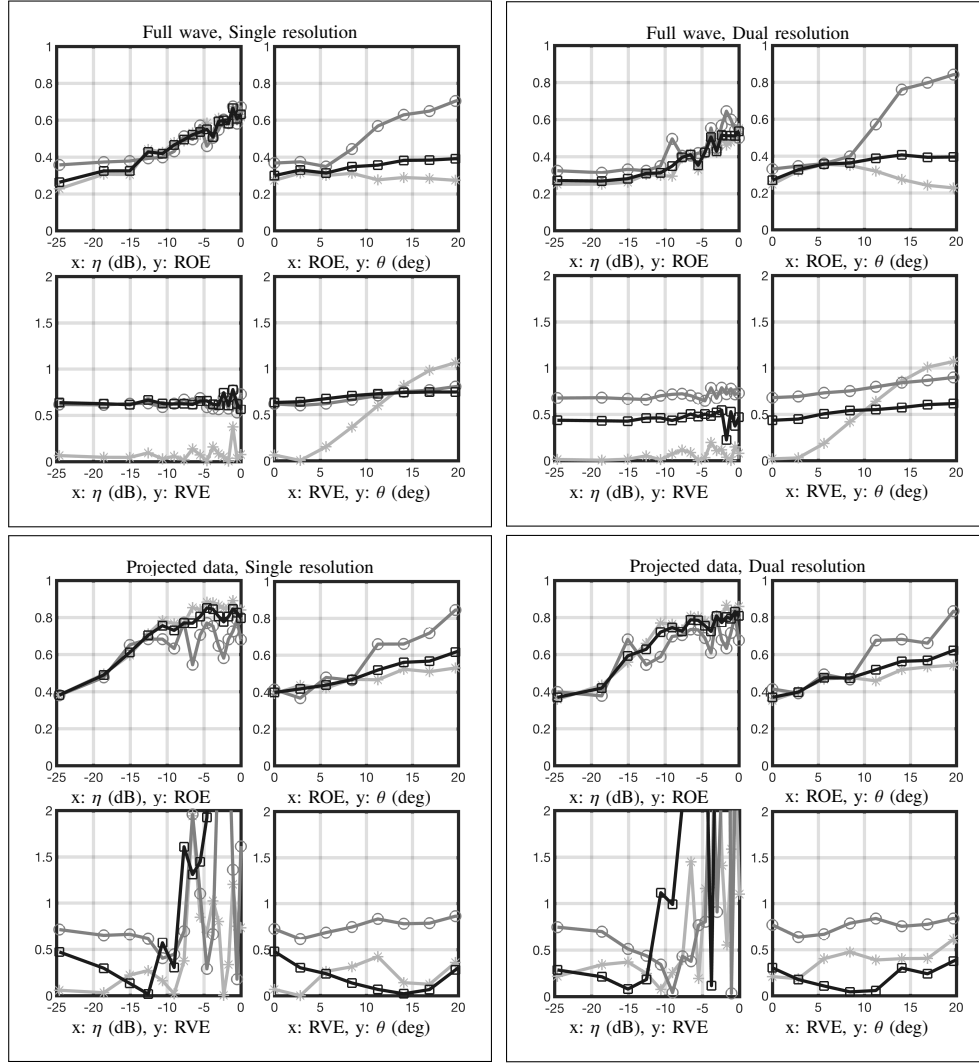 Full wave, Single resolution
1 1
0.8 0.8
0.6 0.6
0.4 0.4
0.2 0.2
0 0
-25 -20 -15 -10 -5 0 0 5 10 15 20
x: η (dB), y: ROE x: ROE, y: θ (deg)
2 2
1.5 1.5
1 1
0.5 0.5
0 0
-25 -20 -15 -10 -5 0 0 5 10 15 20
x: η (dB), y: RVE x: RVE, y: θ (deg)
Full wave, Dual resolution
1 1
0.8 0.8
0.6 0.6
0.4 0.4
0.2 0.2
0 0
-25 -20 -15 -10 -5 0 0 5 10 15 20
x: η (dB), y: ROE x: ROE, y: θ (deg)
2 2
1.5 1.5
1 1
0.5 0.5
0 0
-25 -20 -15 -10 -5 0 0 5 10 15 20
x: η (dB), y: RVE x: RVE, y: θ (deg)
Projected data, Single resolution
1 1
0.8 0.8
0.6 0.6
0.4 0.4
0.2 0.2
0 0
-25 -20 -15 -10 -5 0 0 5 10 15 20
x: η (dB), y: ROE x: ROE, y: θ (deg)
2 2
1.5 1.5
1 1
0.5 0.5
0 0
-25 -20 -15 -10 -5 0 0 5 10 15 20
x: η (dB), y: RVE x: RVE, y: θ (deg)
Projected data, Dual resolution
1 1
0.8 0.8
0.6 0.6
0.4 0.4
0.2 0.2
0 0
-25 -20 -15 -10 -5 0 0 5 10 15 20
x: η (dB), y: ROE x: ROE, y: θ (deg)
2 2
1.5 1.5
1 1
0.5 0.5
0 0
-25 -20 -15 -10 -5 0 0 5 10 15 20
x: η (dB), y: RVE x: RVE, y: θ (deg)